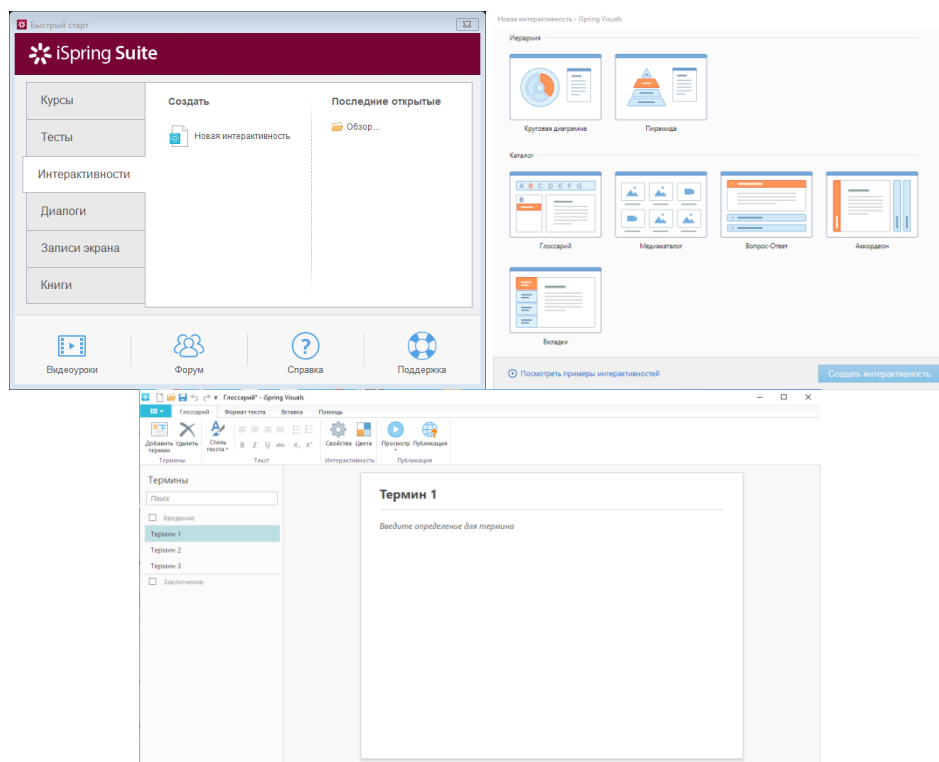 Быстрый старт
iSpring Suite
Курсы
Тесты
Интерактивности
Диалоги
Записи экрана
Книги
Создать
Новая интерактивность
Последние открытые
Обзор...
Видеоуроки
Форум
Справка
Поддержка
Новая интерактивность - iSpring Visuals
Иерархия
Круговая диаграмма
Пирамида
Каталог
A B C D E F G
B
Глоссарий
Медиакаталог
Вопрос-Ответ
Аккордеон
Вкладки
Посмотреть примеры интерактивностей
Создать интерактивность
Глоссарий* - iSpring Visuals
Глоссарий Формат текста Вставка Помощь
Добавить термин
Удалить
Стиль текста
B I U abc X₂ X²
Свойства Цвета
Просмотр Публикация
Термины Текст Интерактивность Публикация
Термины
Поиск
Введение
Термин 1
Термин 2
Термин 3
Заключение
Термин 1
Введите определение для термина